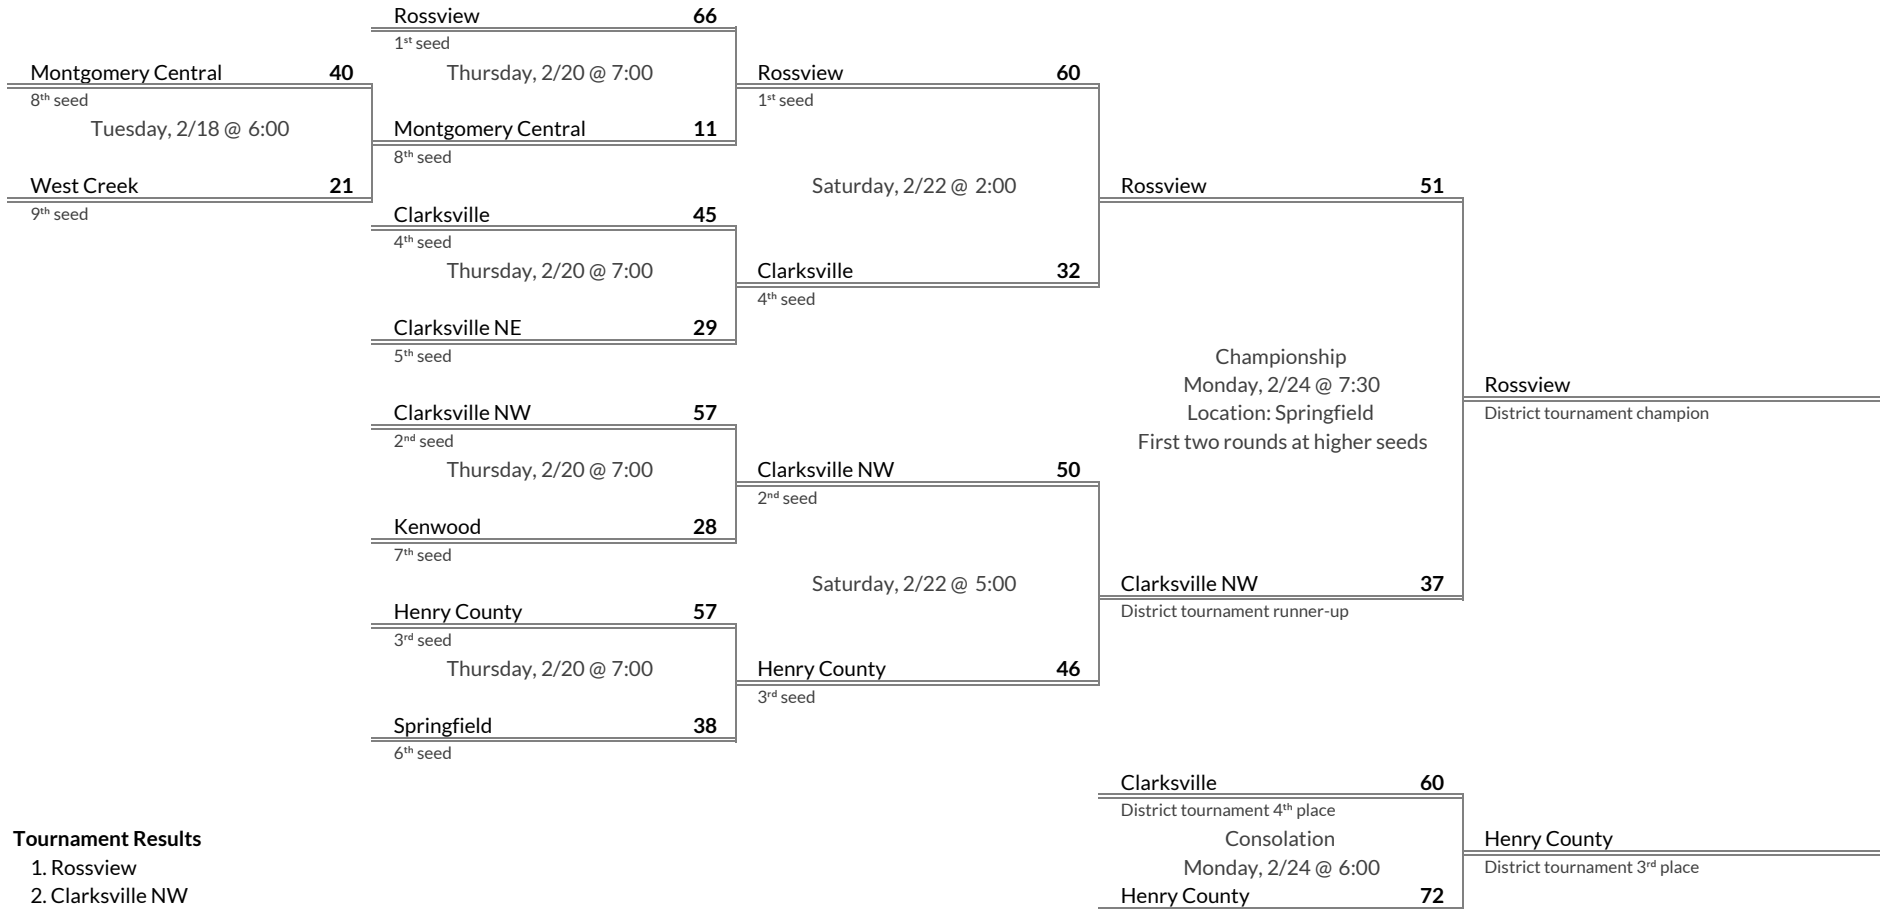 Montgomery Central 40
8th seed
Tuesday, 2/18 @ 6:00
West Creek 21
9th seed
Rossview 66
1st seed
Thursday, 2/20 @ 7:00
Montgomery Central 11
8th seed
Clarksville 45
4th seed
Thursday, 2/20 @ 7:00
Clarksville NE 29
5th seed
Clarksville NW 57
2nd seed
Thursday, 2/20 @ 7:00
Kenwood 28
7th seed
Henry County 57
3rd seed
Thursday, 2/20 @ 7:00
Springfield 38
6th seed
Rossview 60
1st seed
Saturday, 2/22 @ 2:00
Clarksville 32
4th seed
Clarksville NW 50
2nd seed
Saturday, 2/22 @ 5:00
Henry County 46
3rd seed
Rossview 51
Championship
Monday, 2/24 @ 7:30
Location: Springfield
First two rounds at higher seeds
Clarksville NW 37
District tournament runner-up
Rossview
District tournament champion
Clarksville 60
District tournament 4th place
Consolation
Monday, 2/24 @ 6:00
Henry County 72
Henry County
District tournament 3rd place
Tournament Results
1. Rossview
2. Clarksville NW